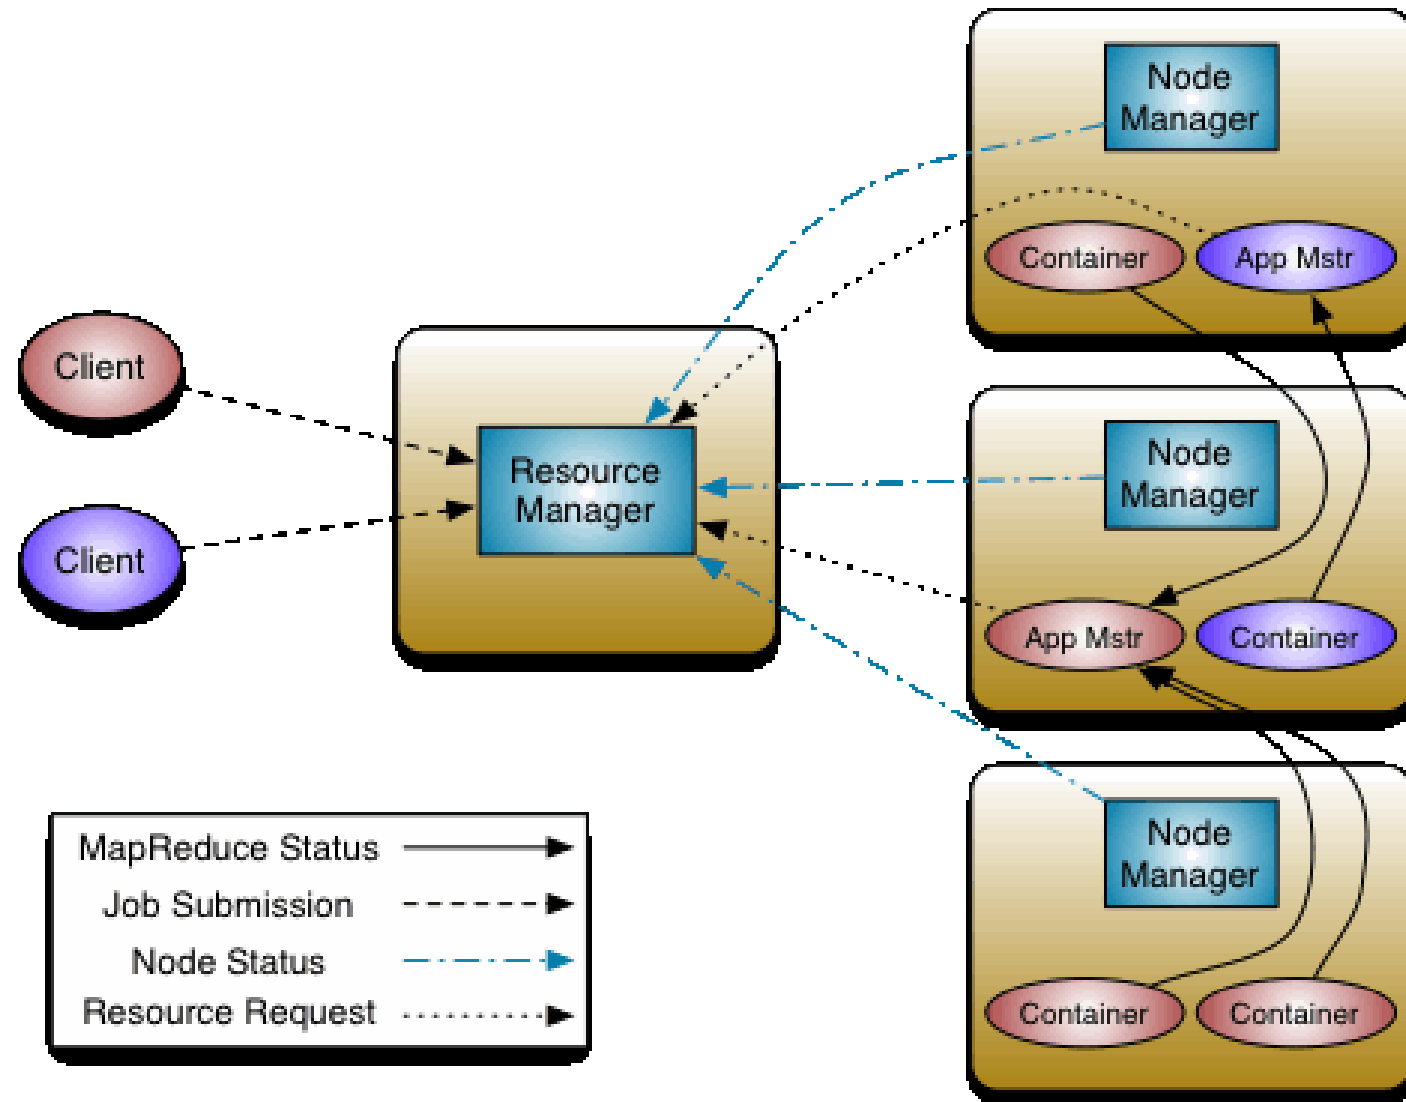 Client
Client
Resource
Manager
Node
Manager
Container
App Mstr
Node
Manager
App Mstr
Container
Node
Manager
Container
Container
MapReduce Status
Job Submission
Node Status
Resource Request